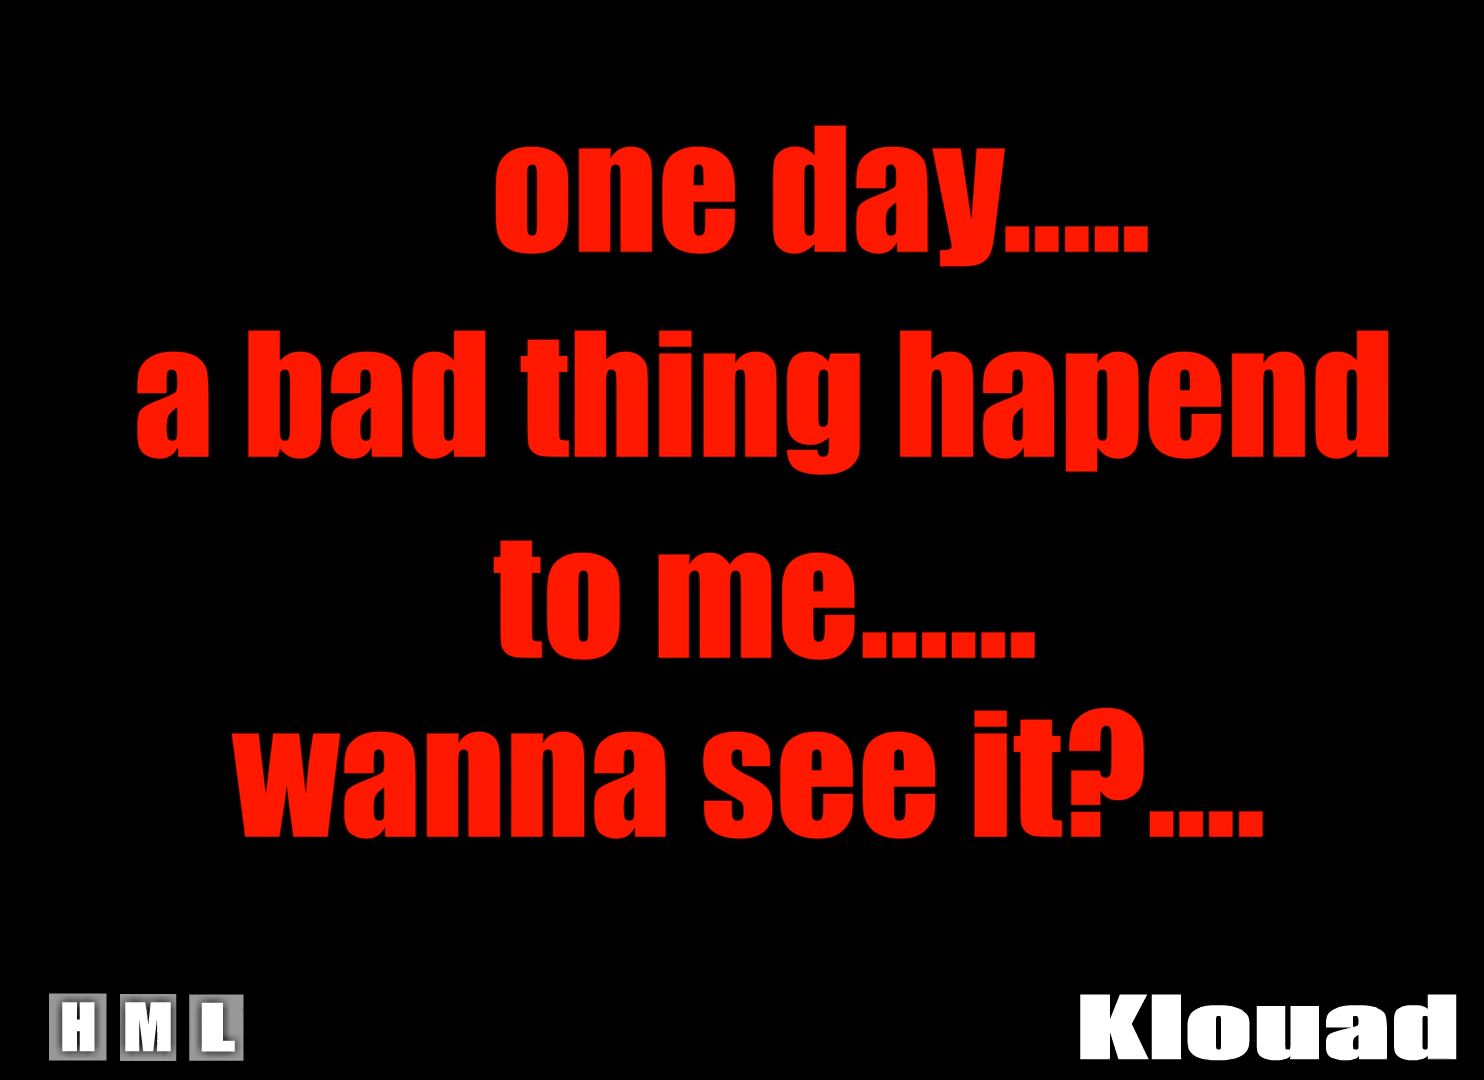 one day.....
a bad thing hapend
to me......
wanna see it?....
H M L
Klouad